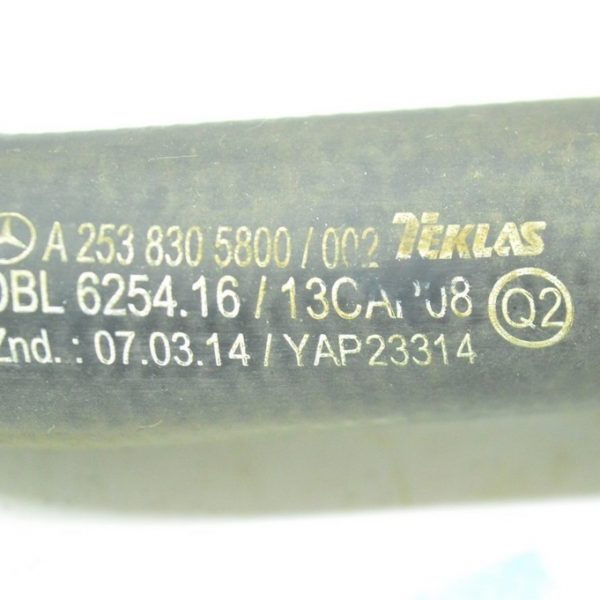 A 253 830 5800 / 002 TEKLAS
DBL 6254.16 / Q2
Znd. : 07.03.14 / YAP23314